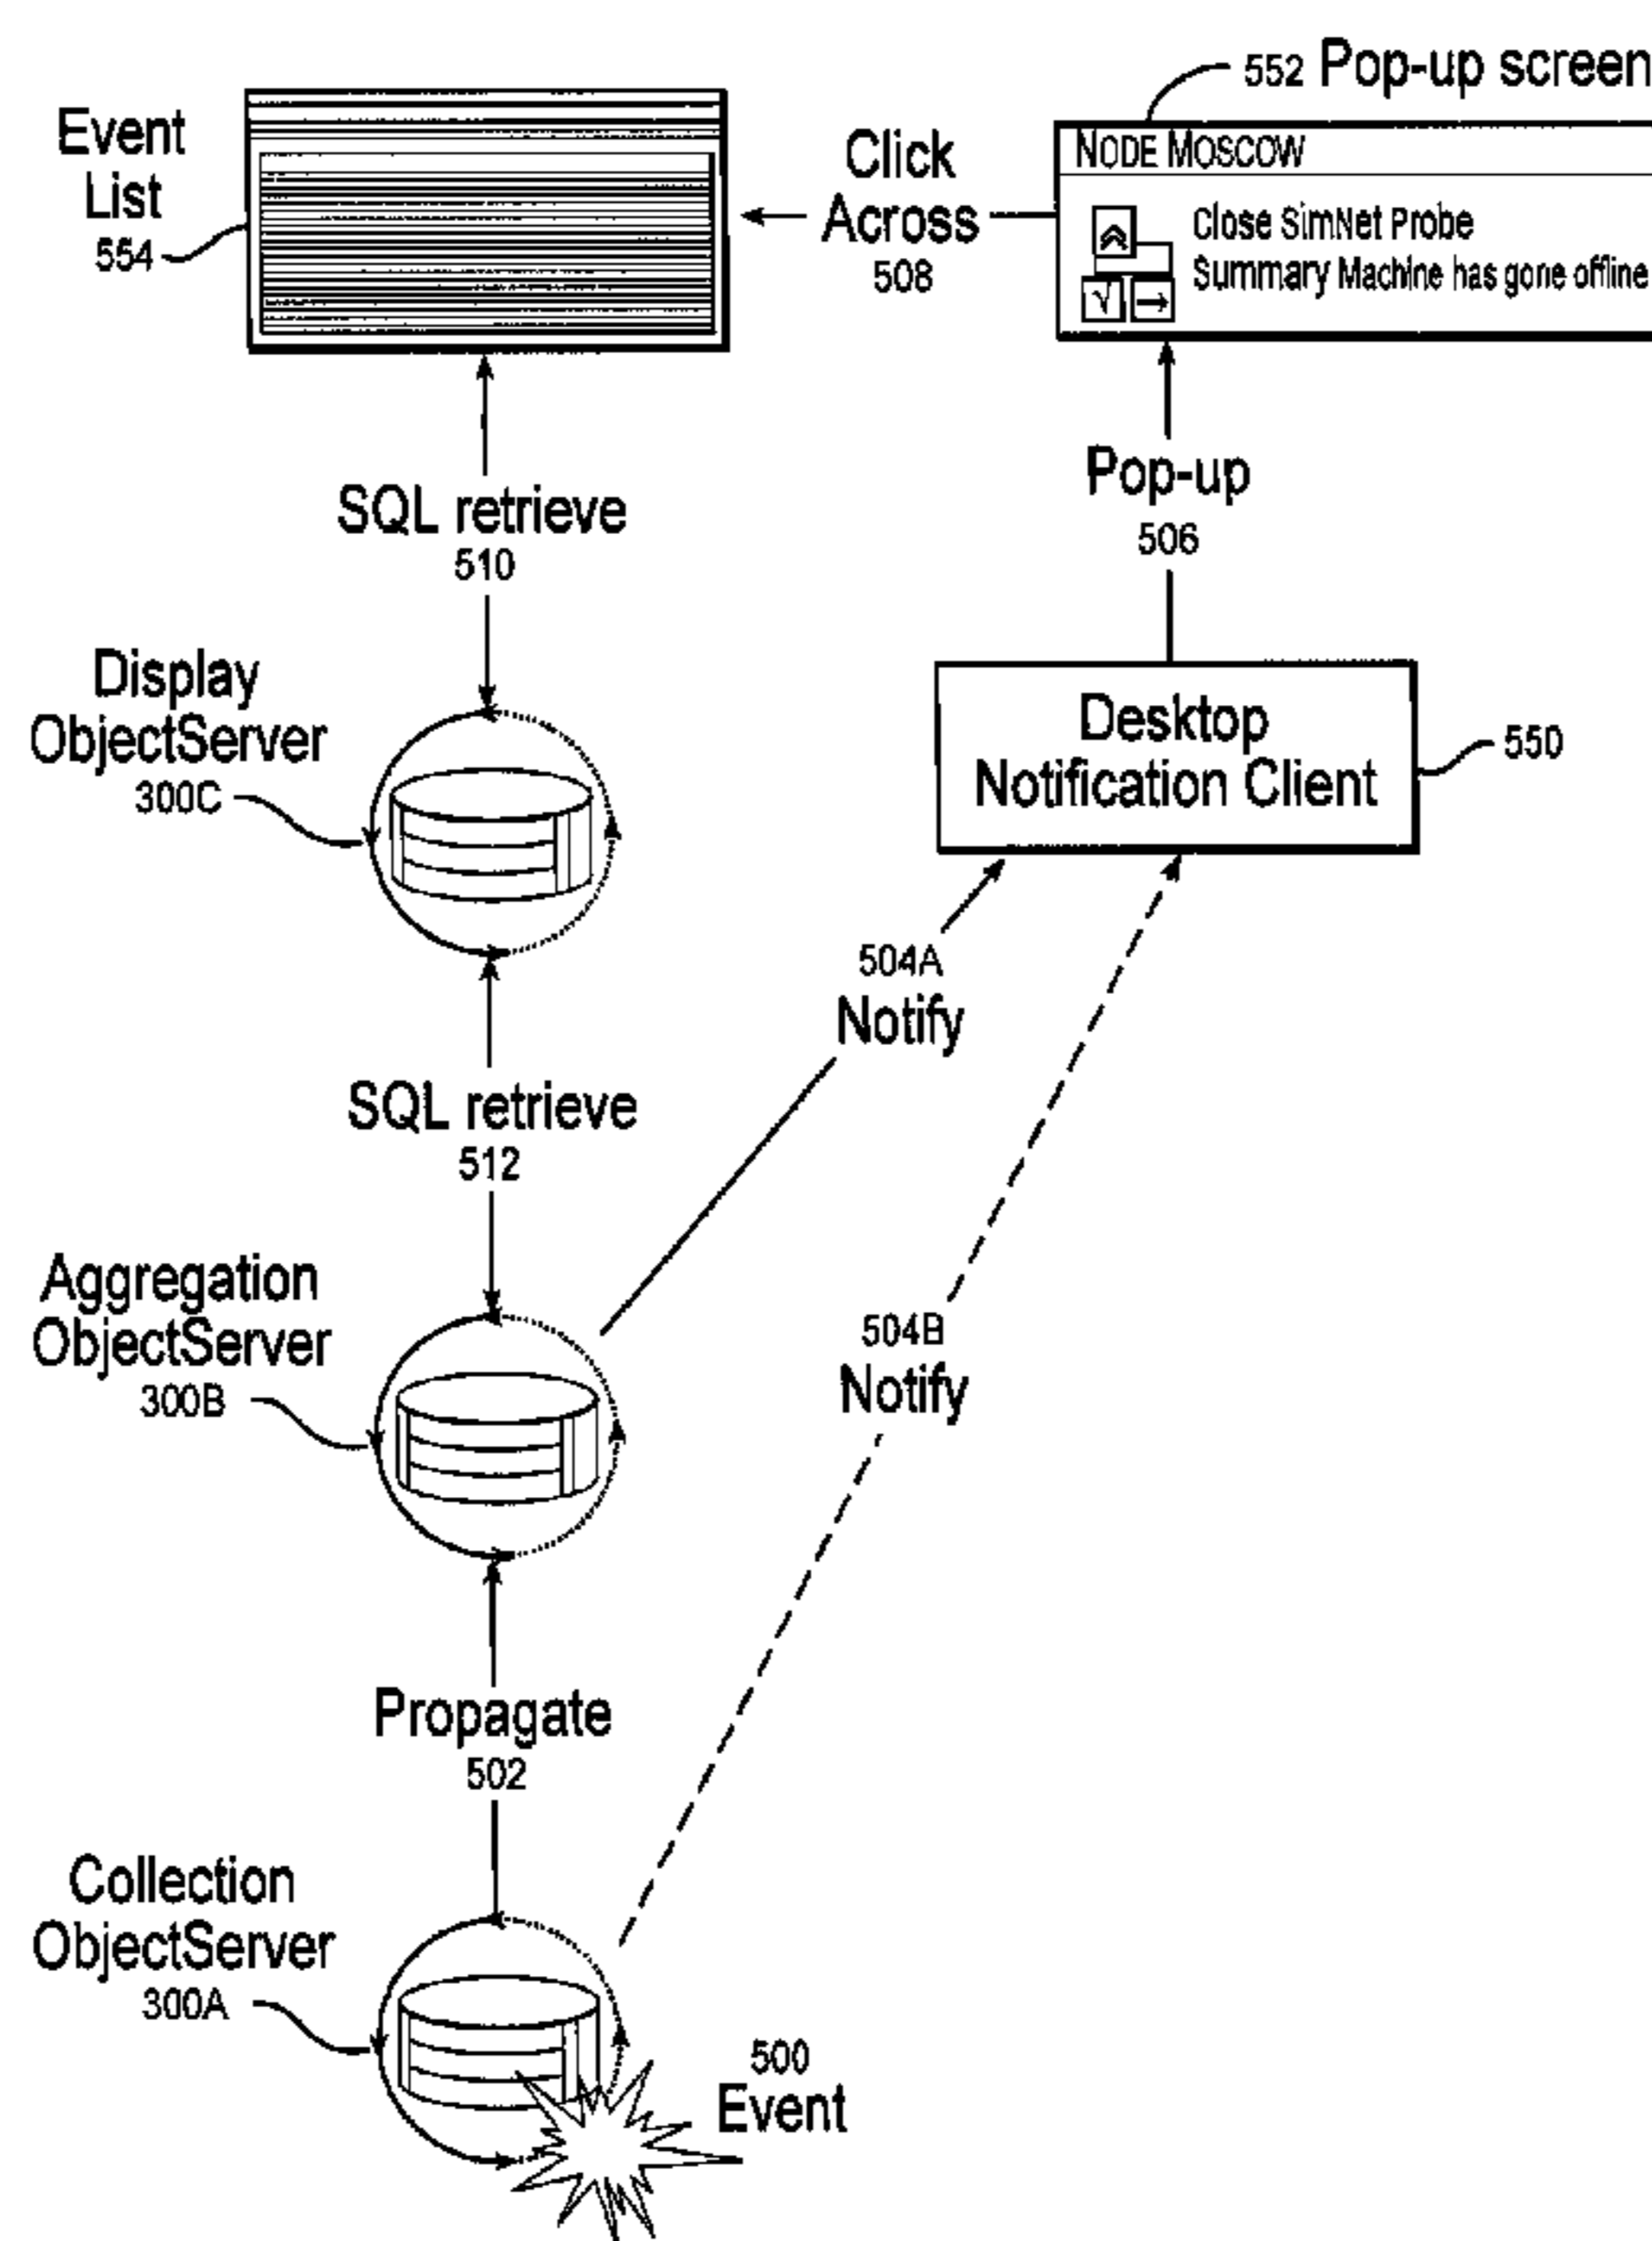 552 Pop-up screen
Event
List
554
Click
Across
508
NODE MOSCOW
Close SimNet Probe
Summary Machine has gone offline
SQL retrieve
510
Pop-up
506
Display
ObjectServer
300C
Desktop
Notification Client
550
504A
Notify
SQL retrieve
512
Aggregation
ObjectServer
300B
504B
Notify
Propagate
502
Collection
ObjectServer
300A
500
Event